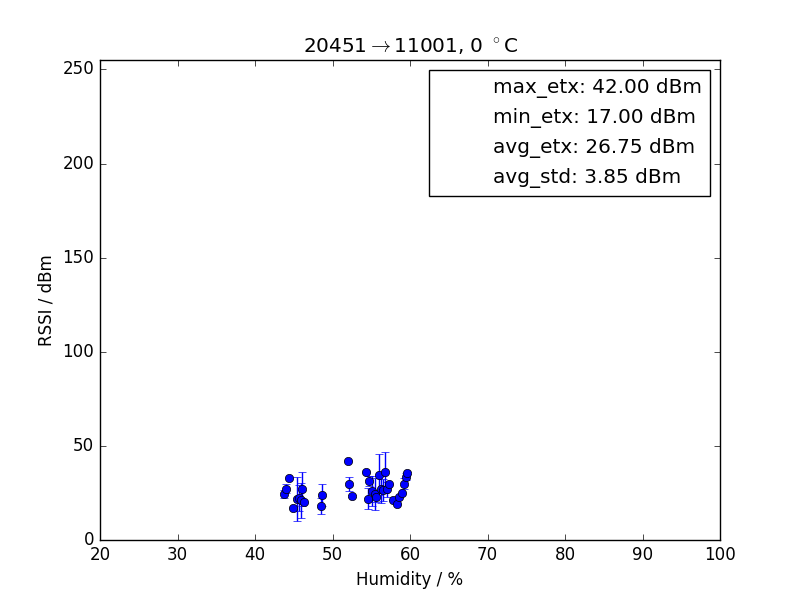 20451→11001, 0 °C
max_etx: 42.00 dBm
min_etx: 17.00 dBm
avg_etx: 26.75 dBm
avg_std: 3.85 dBm
RSSI / dBm
250
200
150
100
50
0
20 30 40 50 60 70 80 90 100
Humidity / %